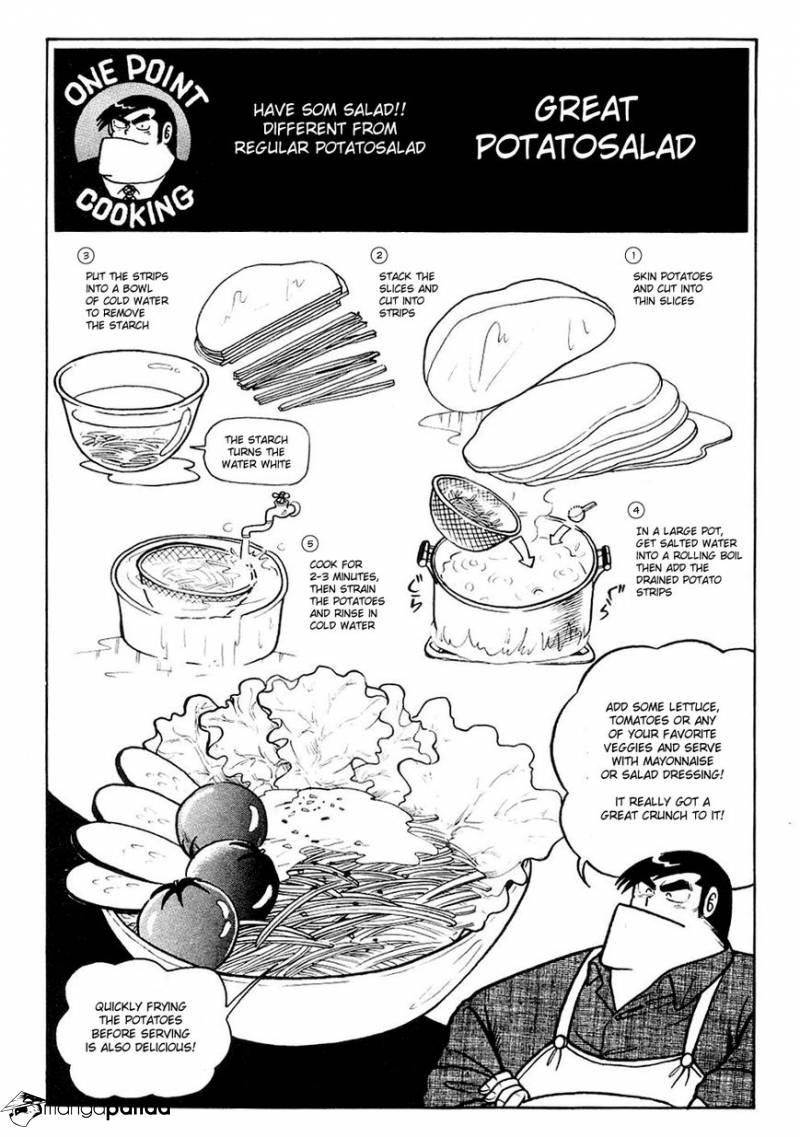 ONE POINT
COOKING
HAVE SOM SALAD!!
DIFFERENT FROM
REGULAR POTATOSALAD
GREAT
POTATOSALAD
1
SKIN POTATOES
AND CUT INTO
THIN SLICES
2
STACK THE
SLICES AND
CUT INTO
STRIPS
3
PUT THE STRIPS
INTO A BOWL
OF COLD WATER
TO REMOVE
THE STARCH
THE STARCH
TURNS THE
WATER WHITE
4
IN A LARGE POT,
GET SALTED WATER
INTO A ROLLING BOIL
THEN ADD THE
DRAINED POTATO
STRIPS
5
COOK FOR
2-3 MINUTES,
THEN STRAIN
THE POTATOES
AND RINSE IN
COLD WATER
ADD SOME LETTUCE,
TOMATOES OR ANY
OF YOUR FAVORITE
VEGGIES AND SERVE
WITH MAYONNAISE
OR SALAD DRESSING!
IT REALLY GOT A
GREAT CRUNCH TO IT!
QUICKLY FRYING
THE POTATOES
BEFORE SERVING
IS ALSO DELICIOUS!
mangapanda